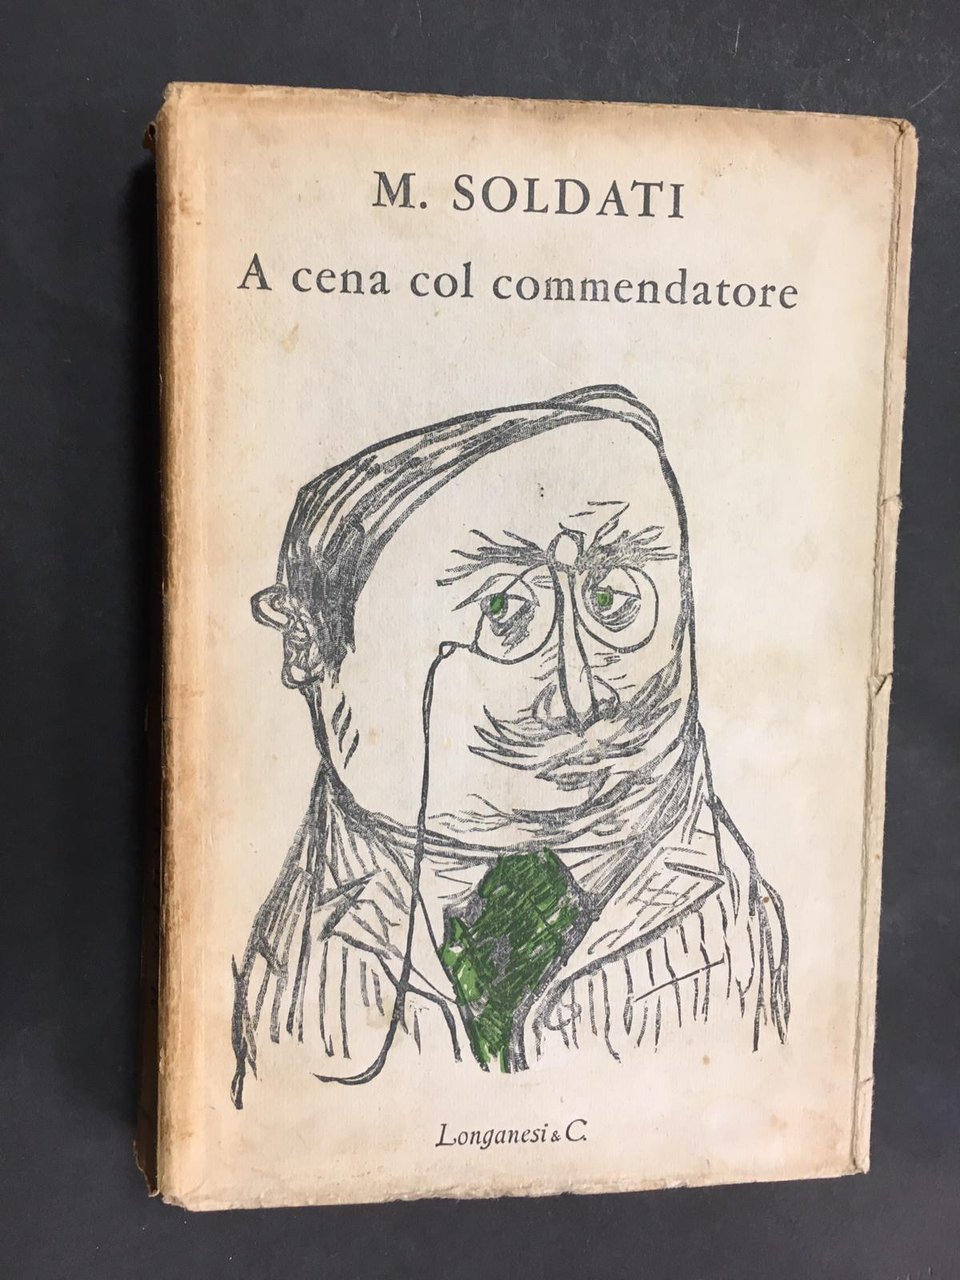 M. SOLDATI
A cena col commendatore
Longanesi & C.